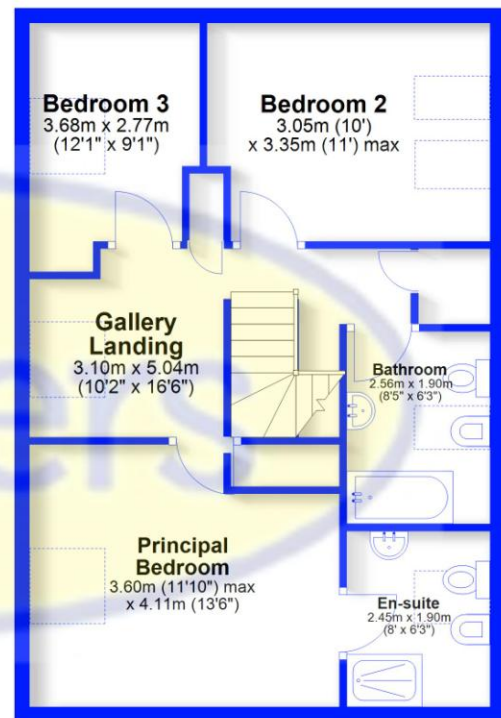 Bedroom 3
3.68m x 2.77m
(12'1" x 9'1")
Bedroom 2
3.05m (10')
x 3.35m (11') max
Gallery
Landing
3.10m x 5.04m
(10'2" x 16'6")
Bathroom
2.56m x 1.90m
(8'5" x 6'3")
Principal
Bedroom
3.60m (11'10") max
x 4.11m (13'6")
En-suite
2.45m x 1.90m
(8' x 6'3")
ers